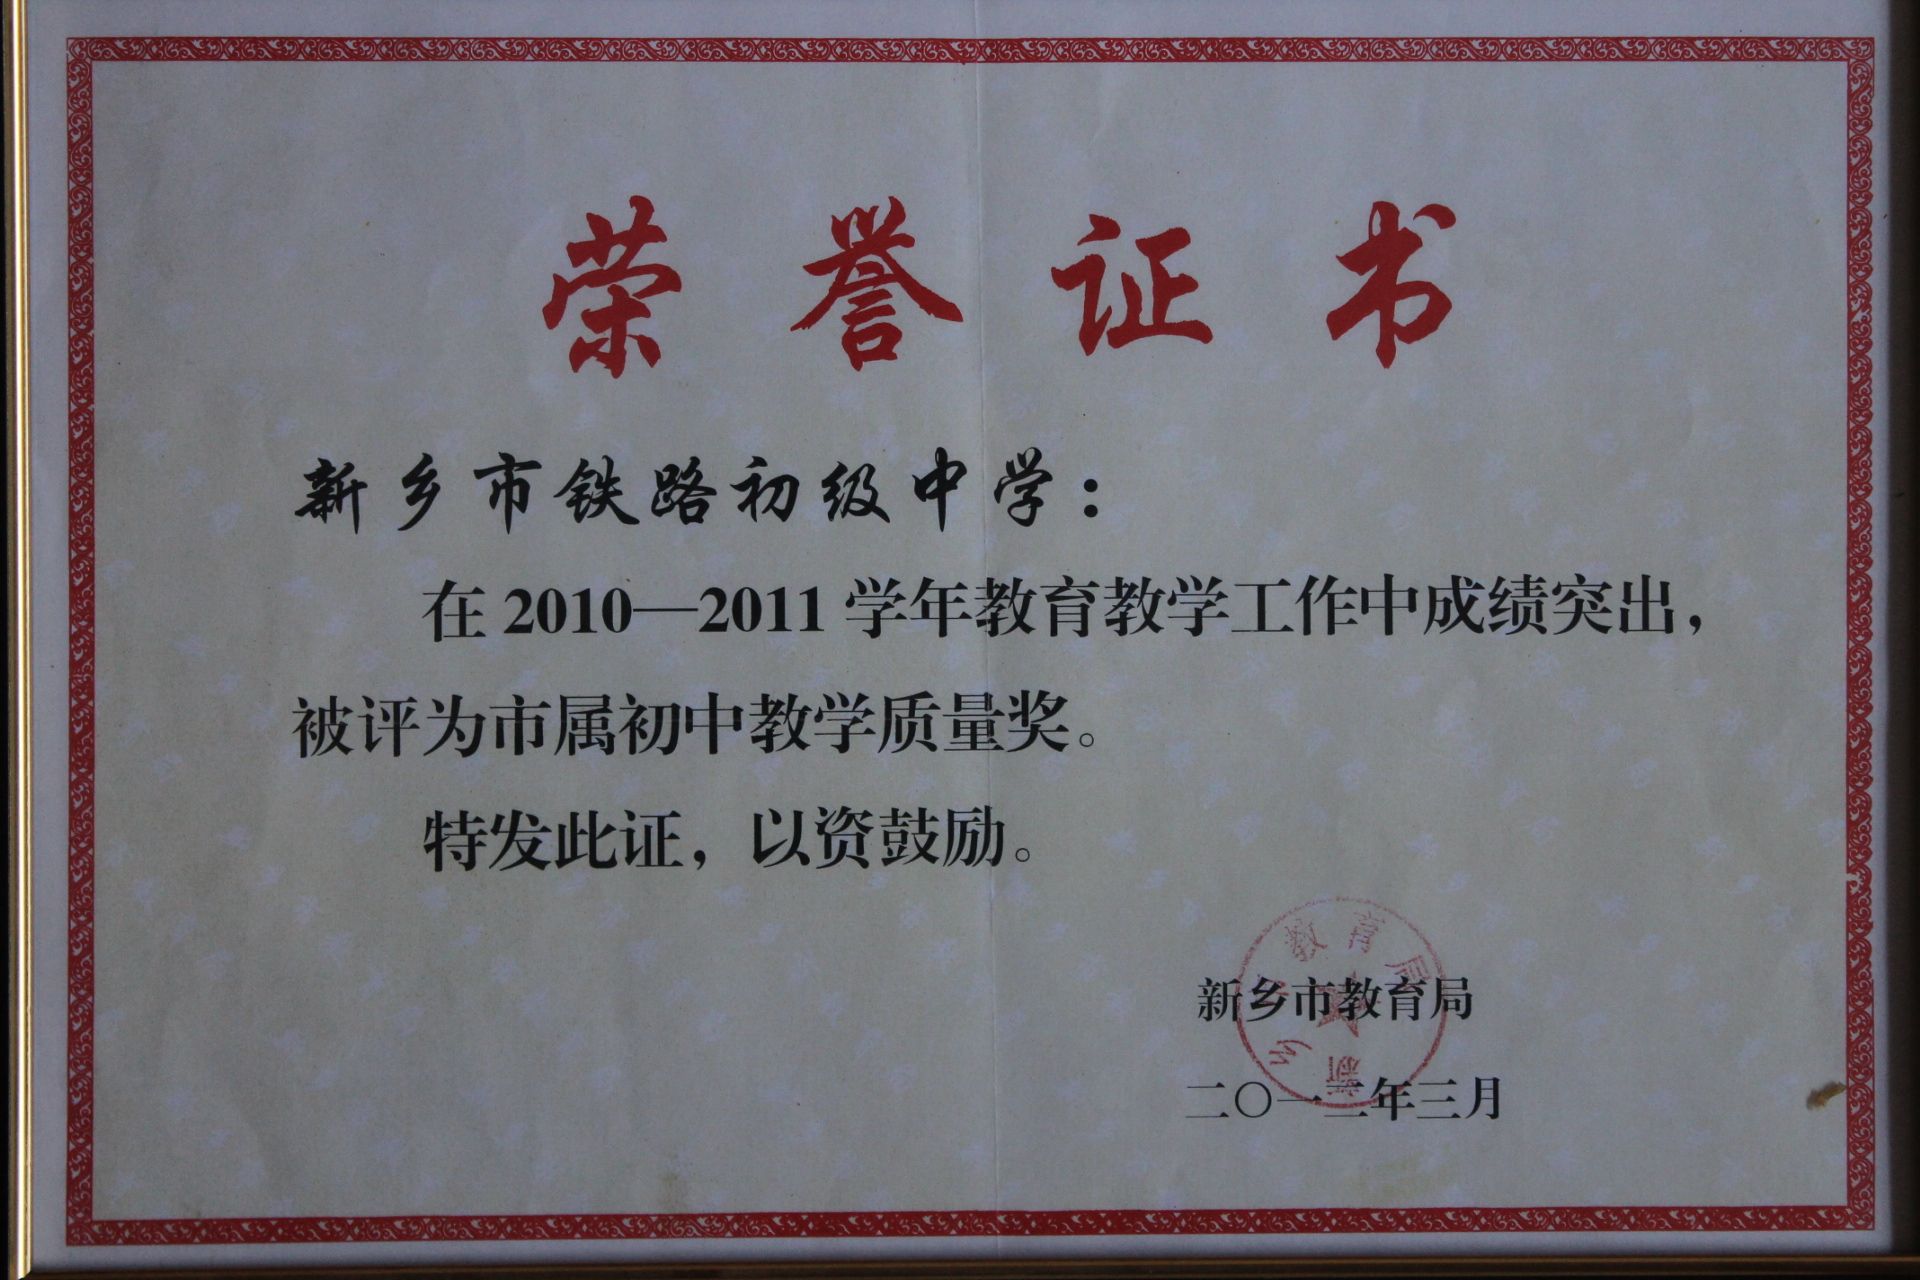 荣誉证书
新乡市铁路初级中学：
在2010—2011学年教育教学工作中成绩突出，
被评为市属初中教学质量奖。
特发此证，以资鼓励。
新乡市教育局
二〇一二年三月